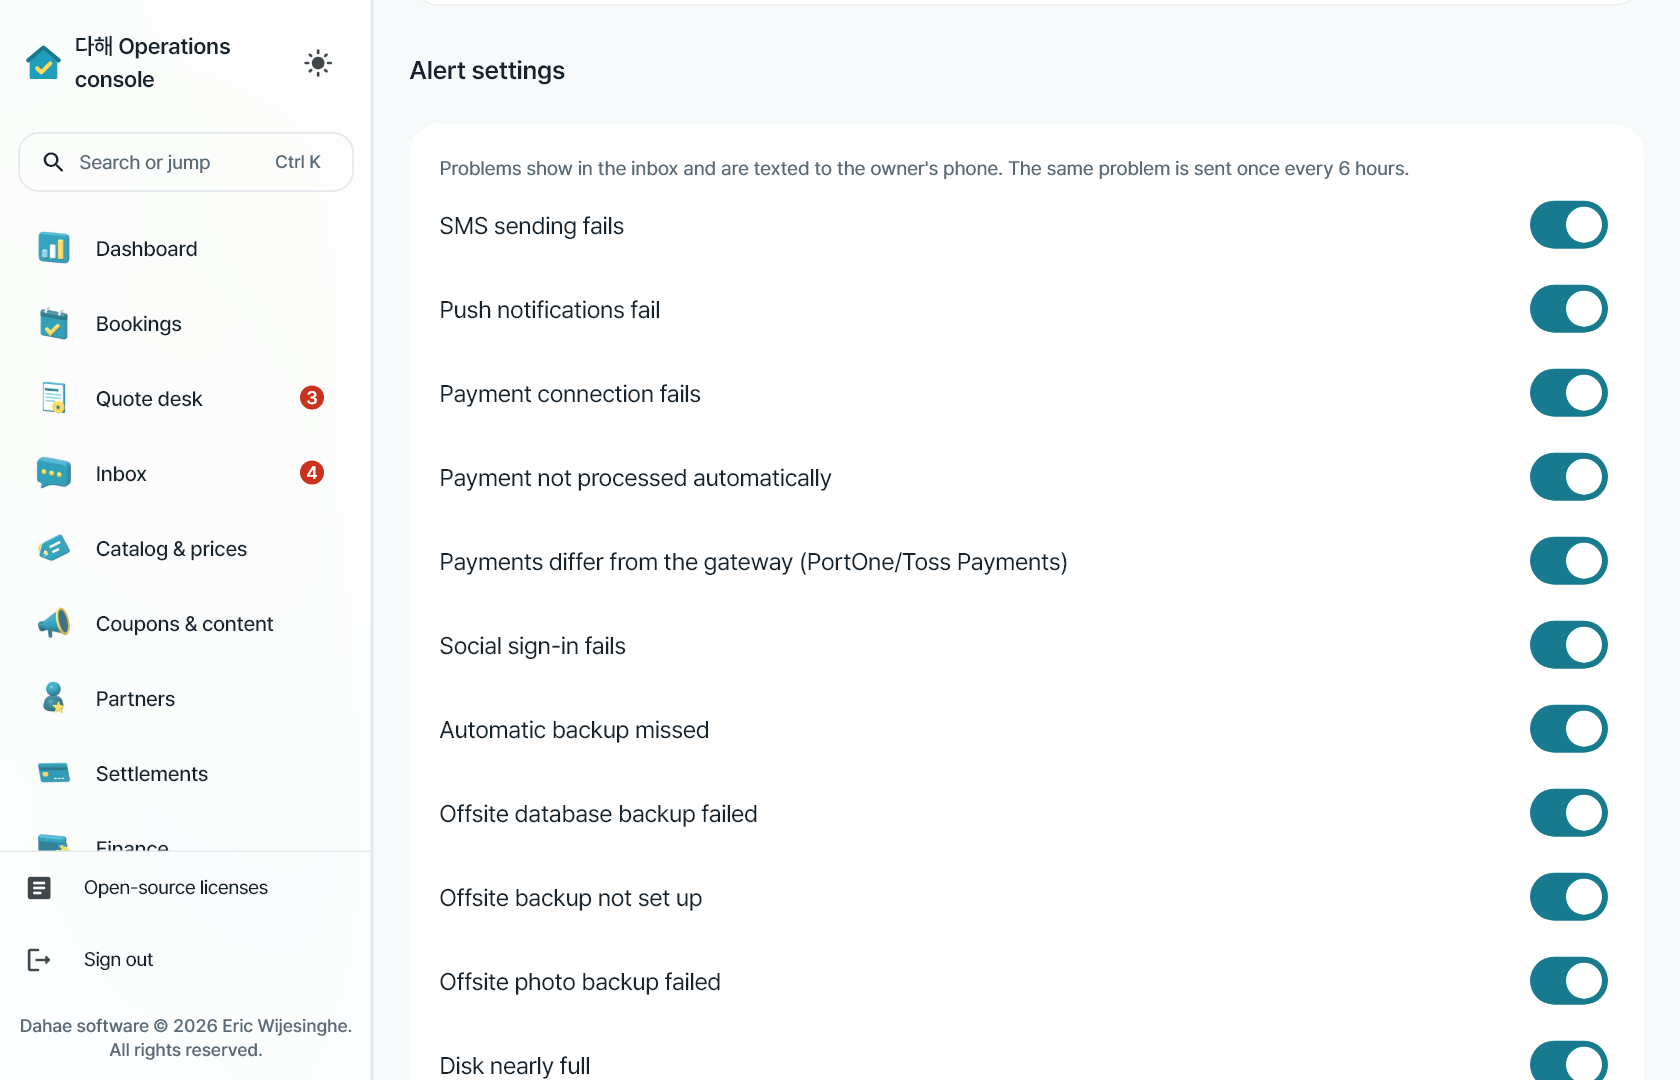 다해 Operations
console
Search or jump Ctrl K
Dashboard
Bookings
Quote desk 3
Inbox 4
Catalog & prices
Coupons & content
Partners
Settlements
Finance
Open-source licenses
Sign out
Dahae software © 2026 Eric Wijesinghe.
All rights reserved.
Alert settings
Problems show in the inbox and are texted to the owner's phone. The same problem is sent once every 6 hours.
SMS sending fails
Push notifications fail
Payment connection fails
Payment not processed automatically
Payments differ from the gateway (PortOne/Toss Payments)
Social sign-in fails
Automatic backup missed
Offsite database backup failed
Offsite backup not set up
Offsite photo backup failed
Disk nearly full